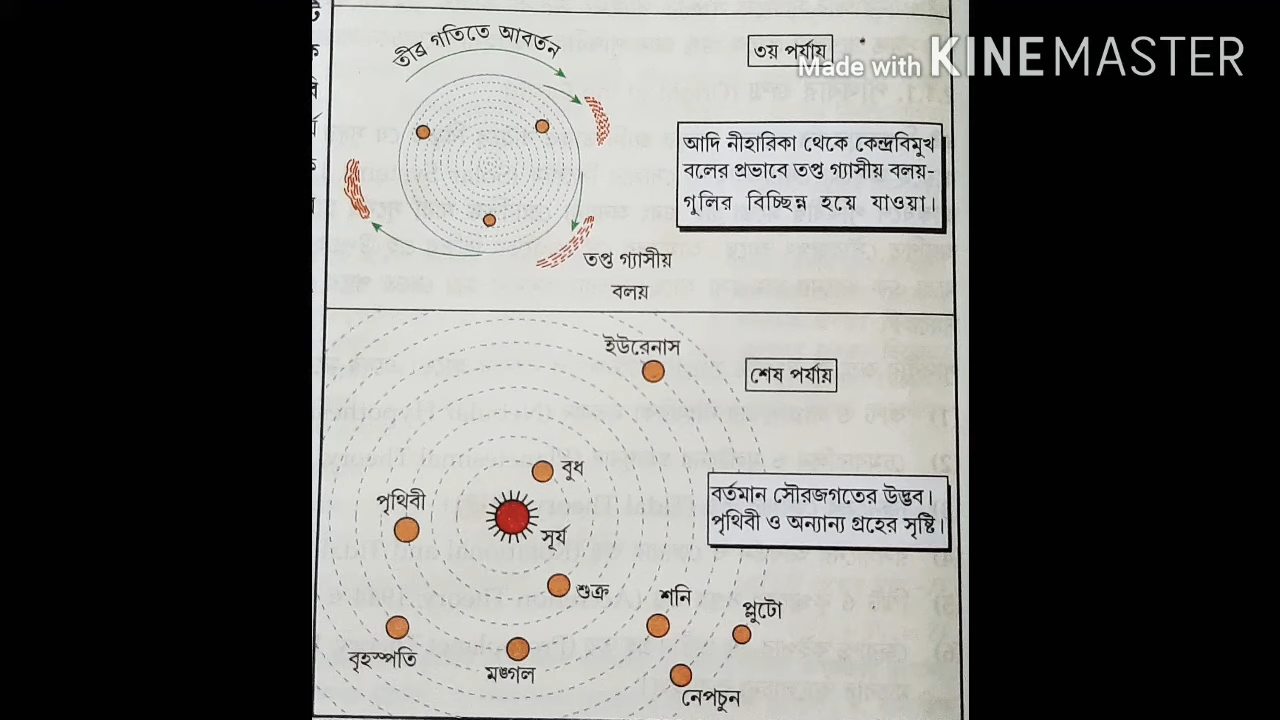 তীব্র গতিতে আবর্তন
৩য় পর্যায়
Made with KINEMASTER
আদি নীহারিকা থেকে কেন্দ্রবিমুখ
বলের প্রভাবে তপ্ত গ্যাসীয় বলয়-
গুলির বিচ্ছিন্ন হয়ে যাওয়া।
তপ্ত গ্যাসীয়
বলয়
ইউরেনাস
শেষ পর্যায়
বুধ
পৃথিবী
সূর্য
বর্তমান সৌরজগতের উদ্ভব।
পৃথিবী ও অন্যান্য গ্রহের সৃষ্টি।
শুক্র
শনি
প্লুটো
বৃহস্পতি
মঙ্গল
নেপচুন